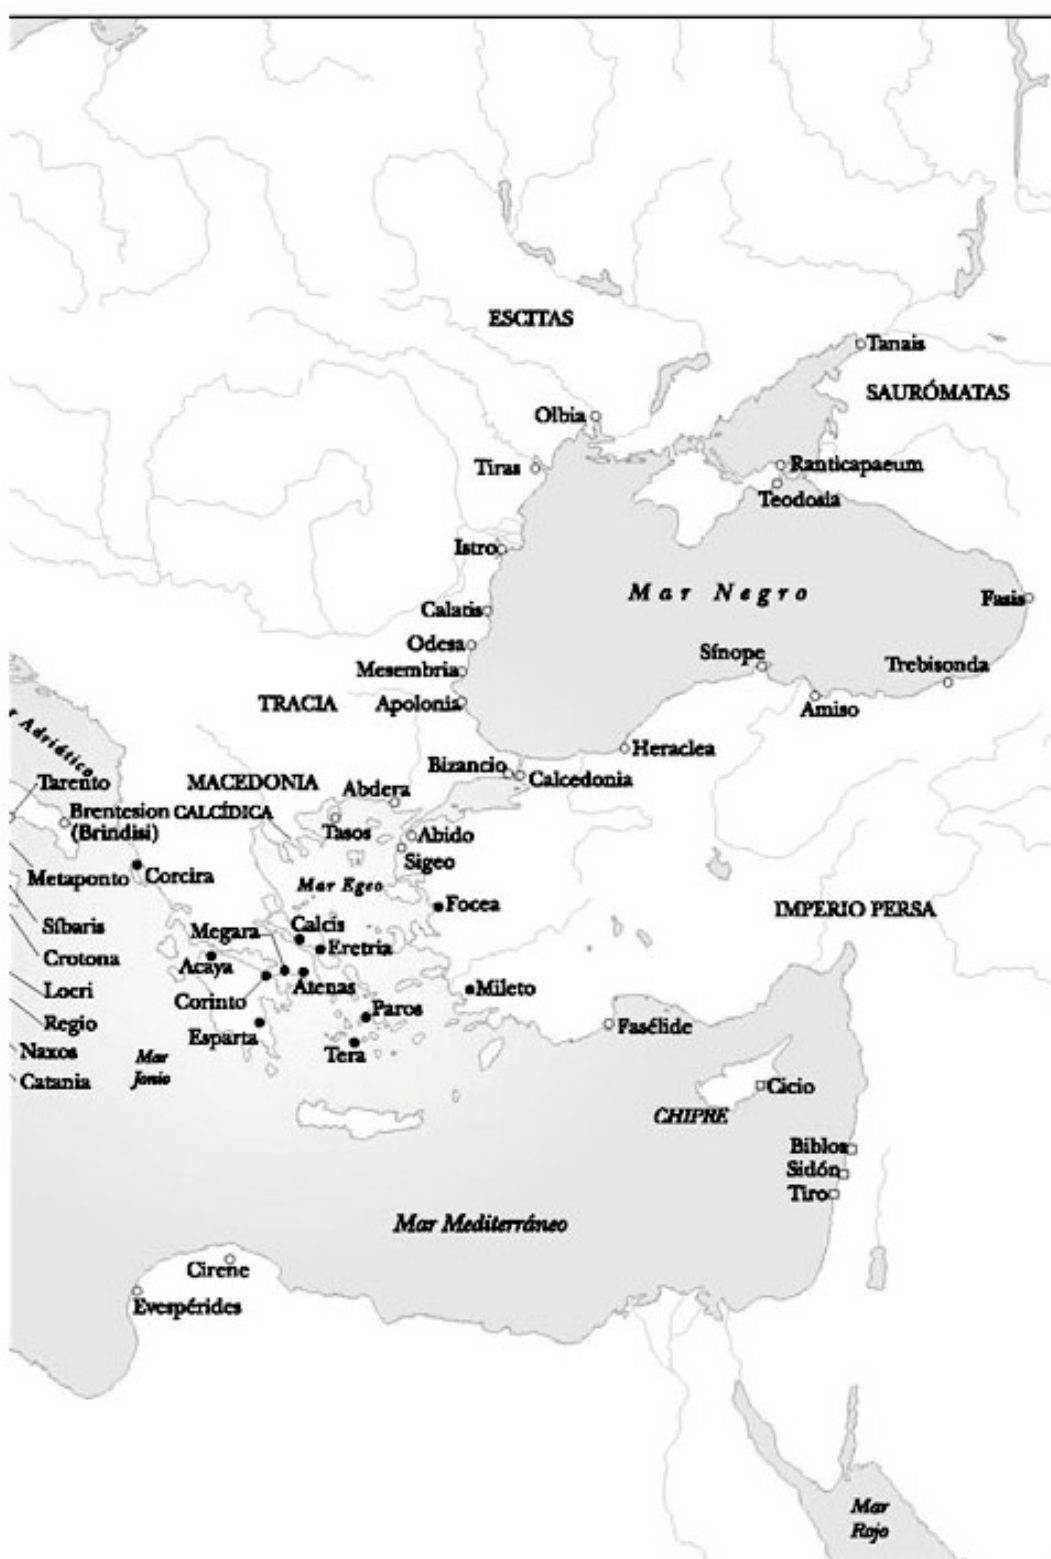 ESCITAS
Tanais
SAURÓMATAS
Olbia
Tiras
Ranticapaeum
Teodosia
Istro
Mar Negro
Calatis
Fasis
Odesa
Sínope
Mesembria
Trebisonda
TRACIA
Apolonia
Amiso
r Adriático
Heraclea
Bizancio
Calcedonia
Tarento
MACEDONIA
Abdera
Brentesion
(Brindisi)
CALCÍDICA
Tasos
Abido
Sigeo
Metaponto
Corcira
Mar Egeo
Focea
IMPERIO PERSA
Síbaris
Megara
Calcis
Eretria
Crotona
Acaya
Locri
Corinto
Atenas
Mileto
Regio
Esparta
Paros
Fasélide
Naxos
Tera
Mar
Jonio
Catania
Cicio
CHIPRE
Biblos
Sidón
Tiro
Mar Mediterráneo
Cirene
Evespérides
Mar
Rojo